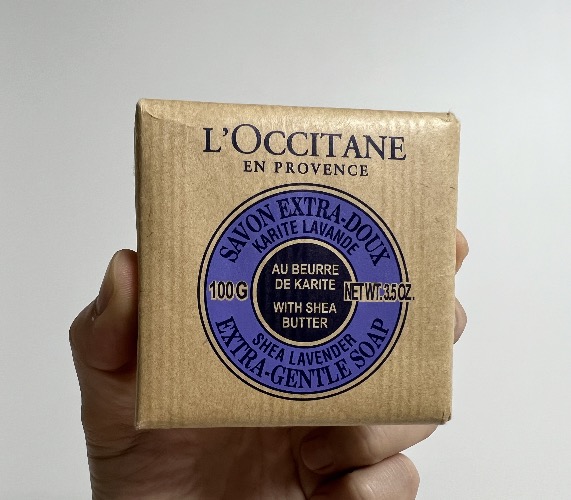 L'OCCITANE
EN PROVENCE
SAVON EXTRA-DOUX
KARITE LAVANDE
AU BEURRE
DE KARITE
100 G
NET WT. 3.5 OZ.
WITH SHEA
BUTTER
SHEA LAVENDER
EXTRA-GENTLE SOAP